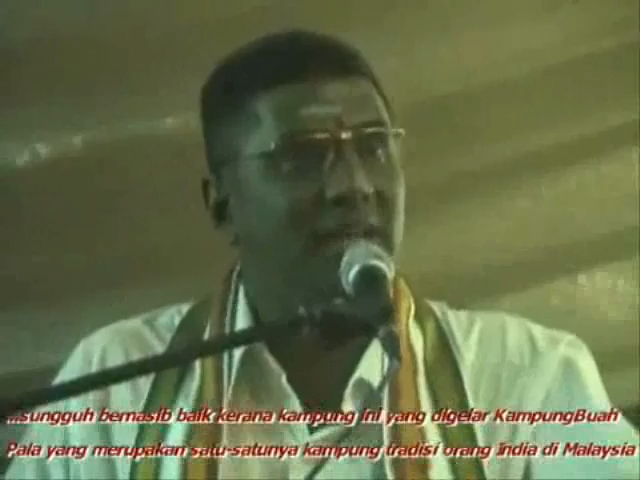 ...sungguh bernasib baik kerana kampung ini yang digelar KampungBuah
Pala yang merupakan satu-satunya kampung tradisi orang India di Malaysia